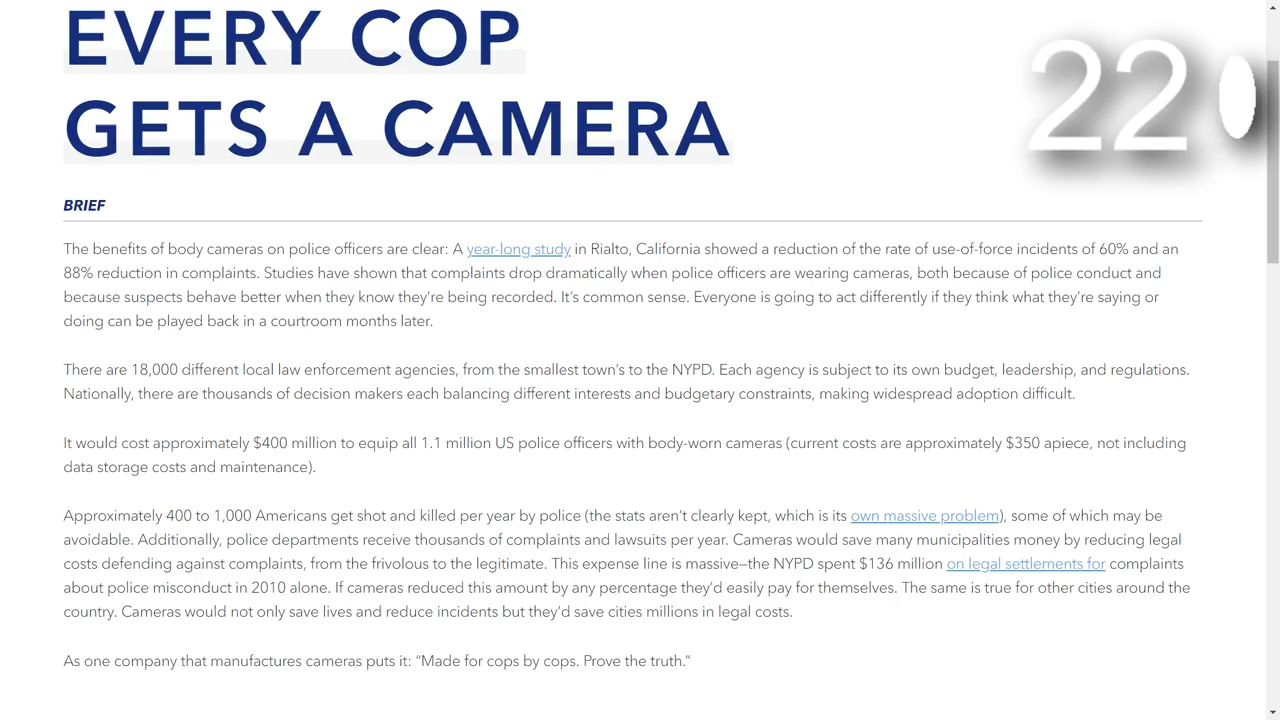 EVERY COP
GETS A CAMERA
22
BRIEF
The benefits of body cameras on police officers are clear: A year-long study in Rialto, California showed a reduction of the rate of use-of-force incidents of 60% and an
88% reduction in complaints. Studies have shown that complaints drop dramatically when police officers are wearing cameras, both because of police conduct and
because suspects behave better when they know they’re being recorded. It’s common sense. Everyone is going to act differently if they think what they’re saying or
doing can be played back in a courtroom months later.
There are 18,000 different local law enforcement agencies, from the smallest town’s to the NYPD. Each agency is subject to its own budget, leadership, and regulations.
Nationally, there are thousands of decision makers each balancing different interests and budgetary constraints, making widespread adoption difficult.
It would cost approximately $400 million to equip all 1.1 million US police officers with body-worn cameras (current costs are approximately $350 apiece, not including
data storage costs and maintenance).
Approximately 400 to 1,000 Americans get shot and killed per year by police (the stats aren’t clearly kept, which is its own massive problem), some of which may be
avoidable. Additionally, police departments receive thousands of complaints and lawsuits per year. Cameras would save many municipalities money by reducing legal
costs defending against complaints, from the frivolous to the legitimate. This expense line is massive—the NYPD spent $136 million on legal settlements for complaints
about police misconduct in 2010 alone. If cameras reduced this amount by any percentage they’d easily pay for themselves. The same is true for other cities around the
country. Cameras would not only save lives and reduce incidents but they’d save cities millions in legal costs.
As one company that manufactures cameras puts it: “Made for cops by cops. Prove the truth.”